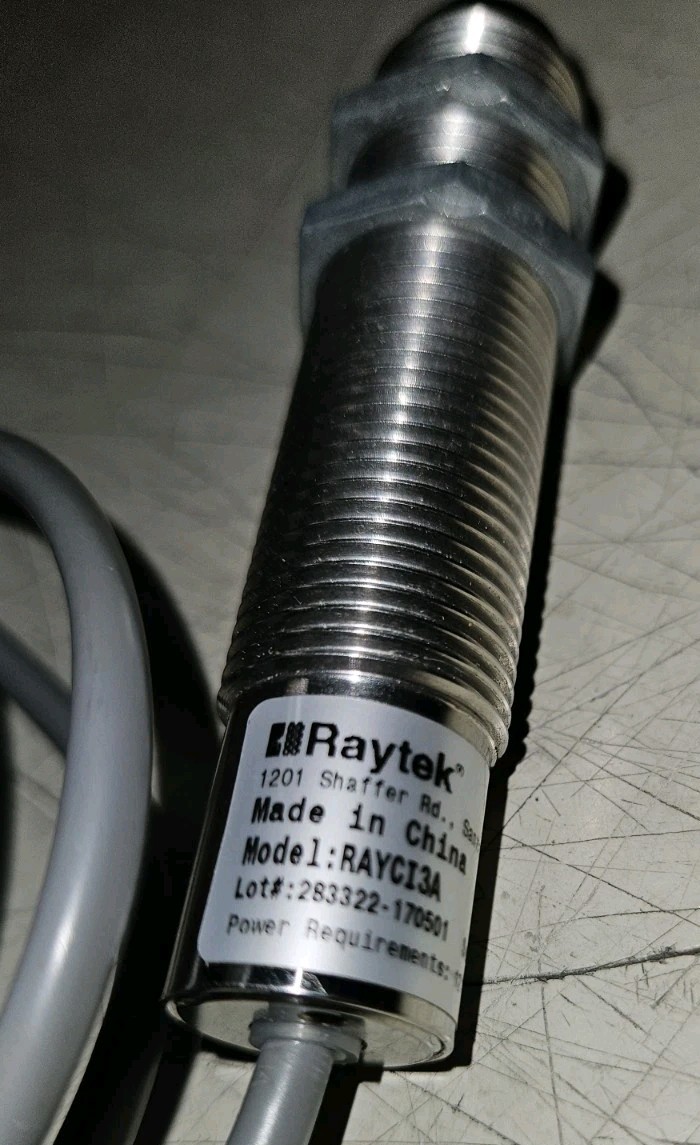 Raytek®
1201 Shaffer Rd.,
Made in China
Model:RAYCI3A
Lot#:283322-170501
Power Requirements: